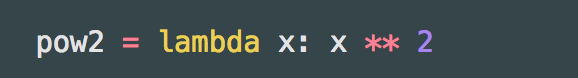 pow2 = lambda x: x ** 2